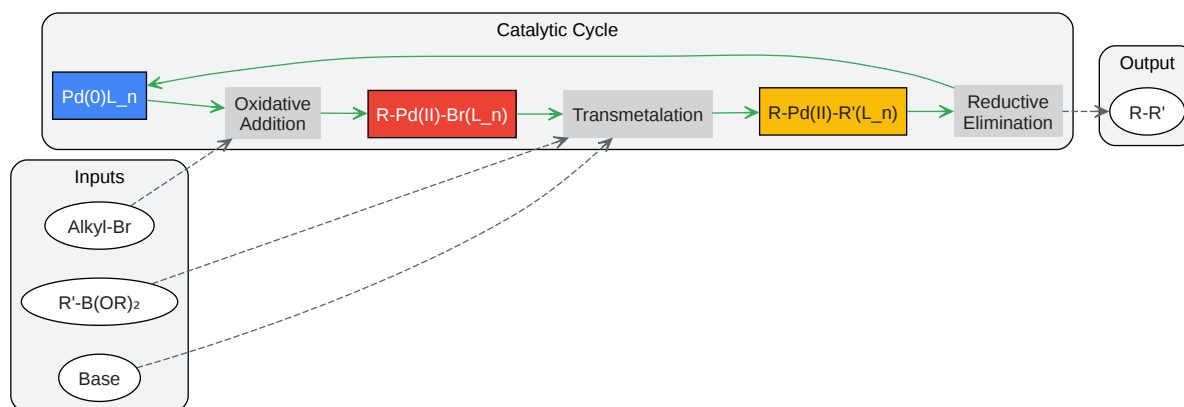 Catalytic Cycle
Pd(0)L_n
Oxidative
Addition
R-Pd(II)-Br(L_n)
Transmetalation
R-Pd(II)-R'(L_n)
Reductive
Elimination
Output
R-R'
Inputs
Alkyl-Br
R'-B(OR)₂
Base